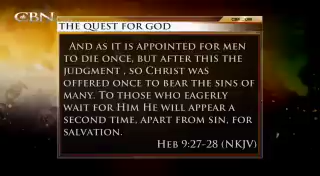 CBN
THE QUEST FOR GOD
AND AS IT IS APPOINTED FOR MEN
TO DIE ONCE, BUT AFTER THIS THE
JUDGMENT , SO CHRIST WAS
OFFERED ONCE TO BEAR THE SINS OF
MANY. TO THOSE WHO EAGERLY
WAIT FOR HIM HE WILL APPEAR A
SECOND TIME, APART FROM SIN, FOR
SALVATION.
HEB 9:27-28 (NKJV)